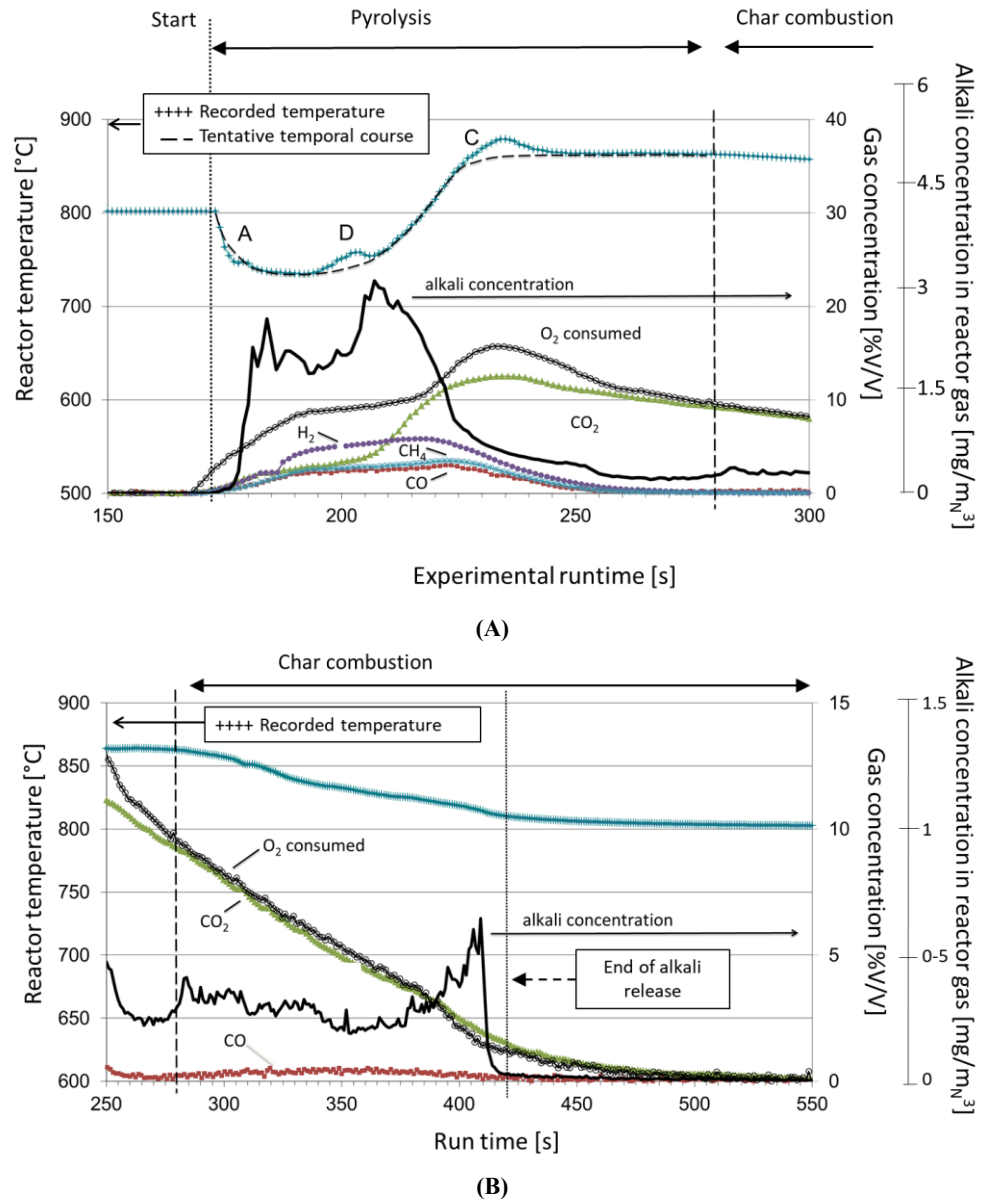 Start
Pyrolysis
Char combustion
++++ Recorded temperature
— — Tentative temporal course
Reactor temperature [°C]
900
800
700
600
500
A
D
C
alkali concentration
O2 consumed
CO2
H2
CH4
CO
40
30
20
10
0
Gas concentration [%V/V]
6
4.5
3
1.5
0
Alkali concentration in reactor gas [mg/mN3]
150
200
250
300
Experimental runtime [s]
(A)
Char combustion
++++ Recorded temperature
Reactor temperature [°C]
900
850
800
750
700
650
600
O2 consumed
CO2
alkali concentration
End of alkali
release
CO
15
10
5
0
Gas concentration [%V/V]
1.5
1
0-5
0
Alkali concentration in reactor gas [mg/mN3]
250
300
350
400
450
500
550
Run time [s]
(B)